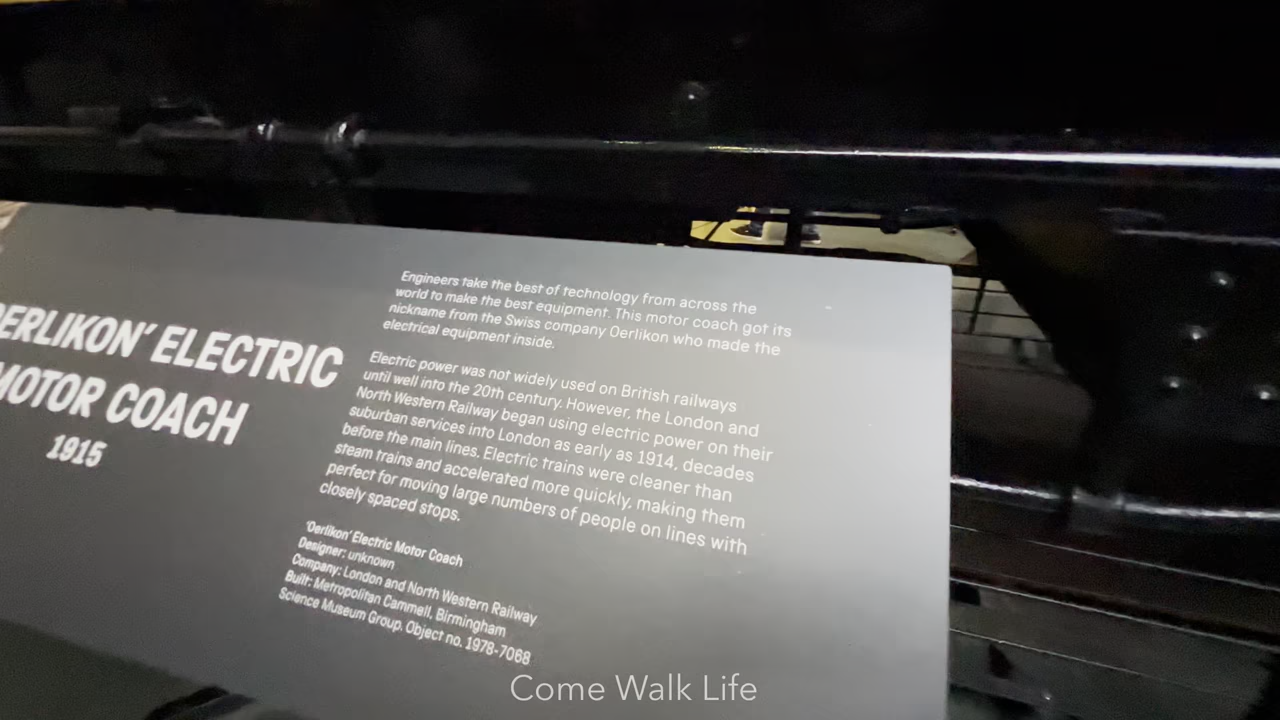 OERLIKON' ELECTRIC
MOTOR COACH
1915
Engineers take the best of technology from across the
world to make the best equipment. This motor coach got its
nickname from the Swiss company Oerlikon who made the
electrical equipment inside.
Electric power was not widely used on British railways
until well into the 20th century. However, the London and
North Western Railway began using electric power on their
suburban services into London as early as 1914, decades
before the main lines. Electric trains were cleaner than
steam trains and accelerated more quickly, making them
perfect for moving large numbers of people on lines with
closely spaced stops.
'Oerlikon' Electric Motor Coach
Designer: unknown
Company: London and North Western Railway
Built: Metropolitan Cammell, Birmingham
Science Museum Group. Object no. 1978-7068
Come Walk Life